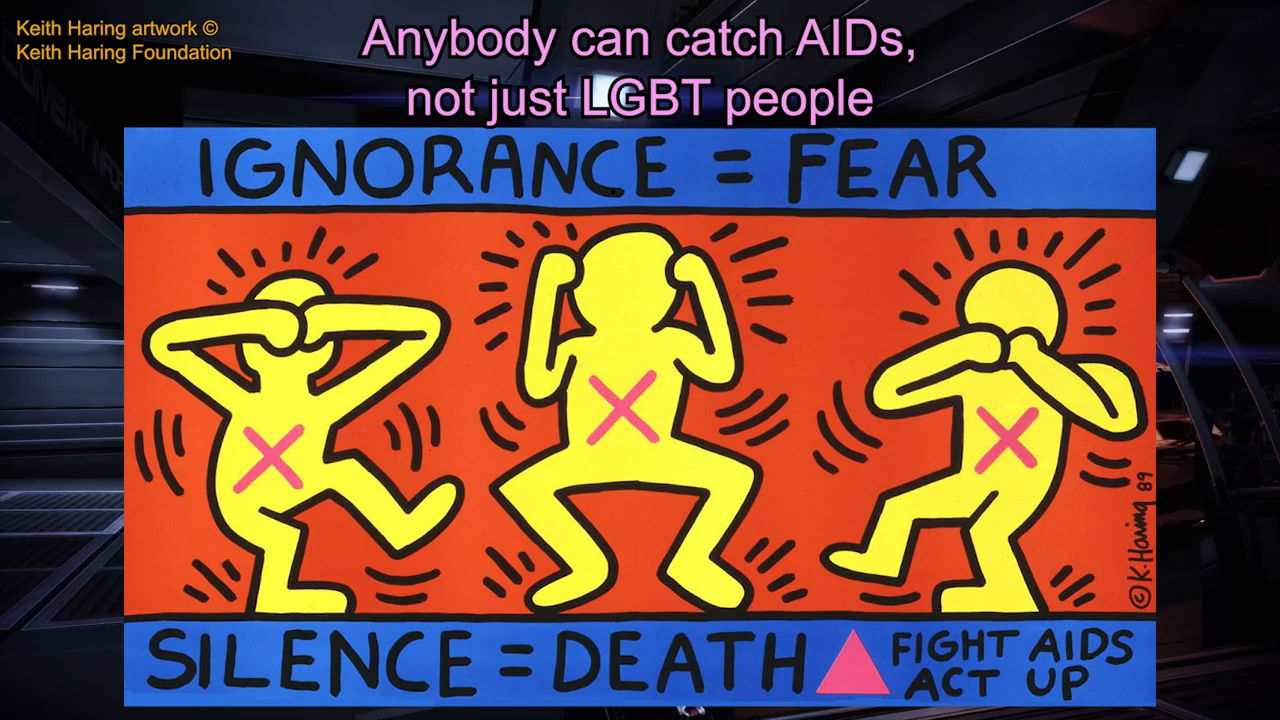 Keith Haring artwork ©
Keith Haring Foundation
Anybody can catch AIDs,
not just LGBT people
IGNORANCE = FEAR
© K. Haring 89
SILENCE = DEATH
FIGHT AIDS
ACT UP